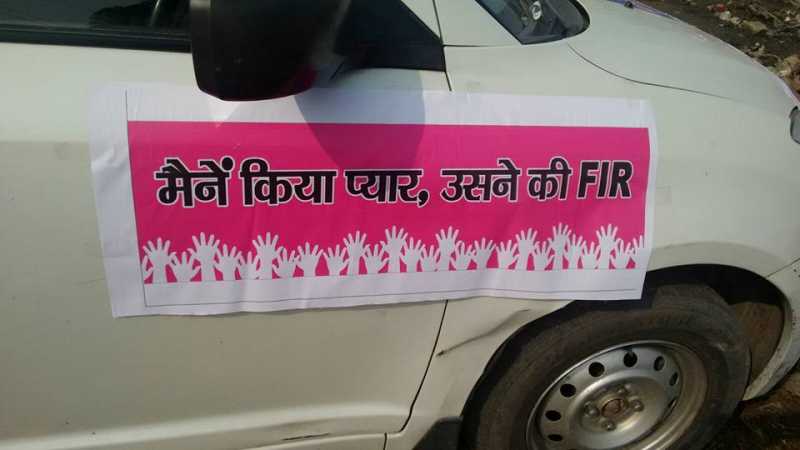 मैनें किया प्यार, उसने की FIR